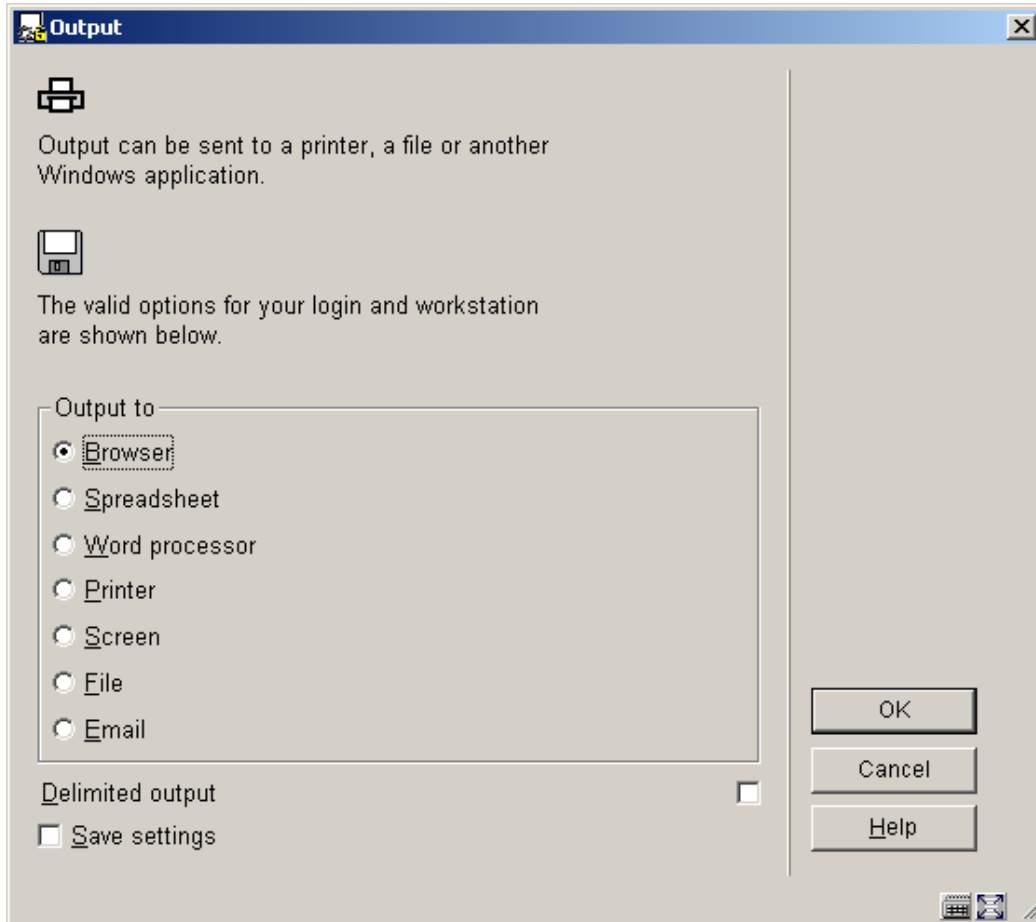 Output
Output can be sent to a printer, a file or another
Windows application.
The valid options for your login and workstation
are shown below.
Output to
Browser
Spreadsheet
Word processor
Printer
Screen
File
Email
Delimited output
Save settings
OK
Cancel
Help